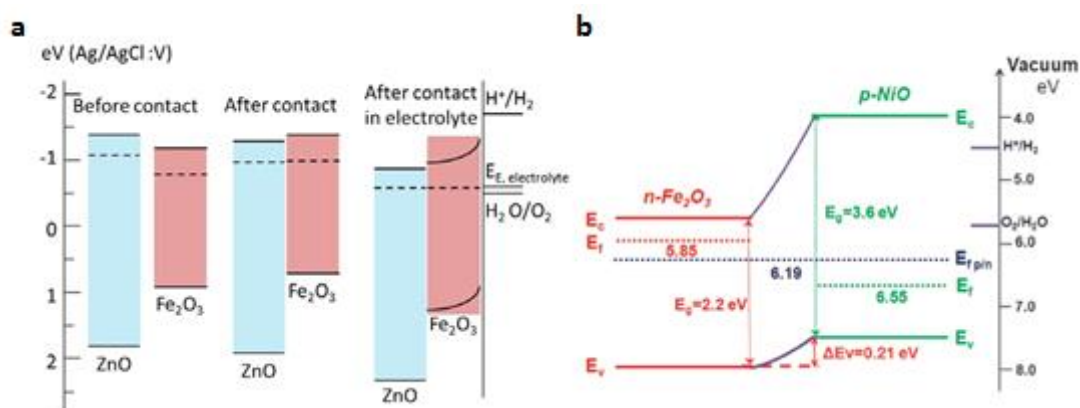 a
eV (Ag/AgCl :V)
-2
-1
0
1
2
Before contact
After contact
After contact
in electrolyte
H⁺/H₂
E_E, electrolyte
H₂O/O₂
Fe₂O₃
Fe₂O₃
Fe₂O₃
ZnO
ZnO
ZnO
b
Vacuum
eV
p-NiO
E_c
4.0
H⁺/H₂
5.0
n-Fe₂O₃
E_g=3.6 eV
E_c
O₂/H₂O
E_f
5.85
6.0
E_f p/n
6.19
E_f
6.55
E_g=2.2 eV
7.0
E_v
ΔEv=0.21 eV
E_v
8.0